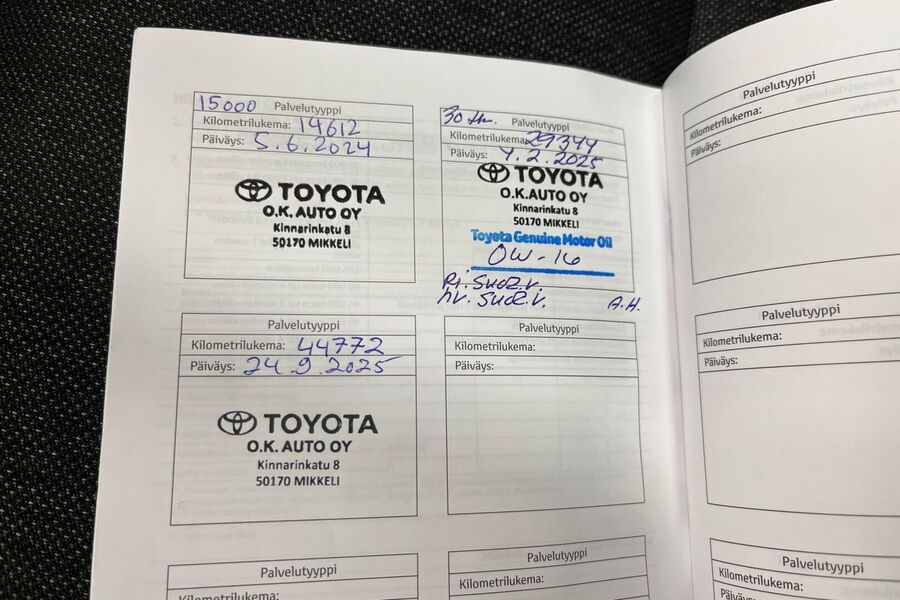 15000 Palvelutyyppi
Kilometrilukema: 14612
Päiväys: 5.6.2024
TOYOTA
O.K. AUTO OY
Kinnarinkatu 8
50170 MIKKELI
Palvelutyyppi
Kilometrilukema: 29344
Päiväys: 4.2.2025
TOYOTA
O.K. AUTO OY
Kinnarinkatu 8
50170 MIKKELI
Toyota Genuine Motor Oil
0W-16
A.H.
Palvelutyyppi
Kilometrilukema: 44772
Päiväys: 24.9.2025
TOYOTA
O.K. AUTO OY
Kinnarinkatu 8
50170 MIKKELI
Palvelutyyppi
Kilometrilukema:
Päiväys:
Palvelutyyppi
Kilometrilukema:
Palvelutyyppi
Kilometrilukema:
Palvelutyyppi
Kilometrilukema:
Päiväys:
Palvelutyyppi
Kilometrilukema:
Päiväys:
Palvelutyyppi
Kilometrilukema:
Päiväys: